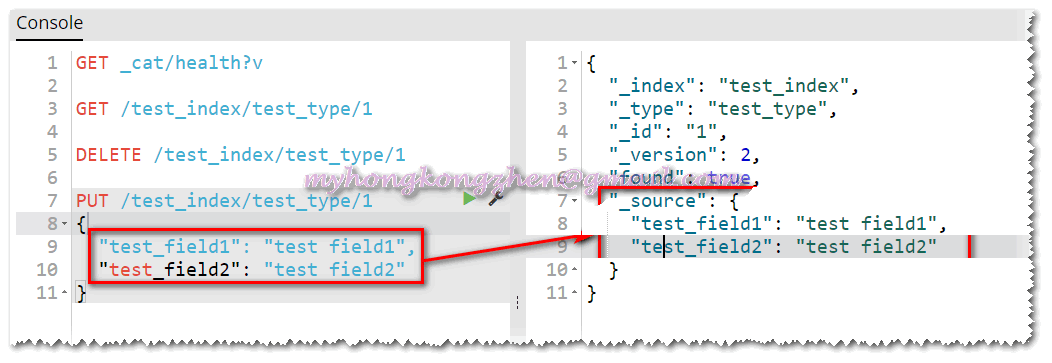 Console
1 GET _cat/health?v
2
3 GET /test_index/test_type/1
4
5 DELETE /test_index/test_type/1
6
7 PUT /test_index/test_type/1
8 {
9 "test_field1": "test field1",
10 "test_field2": "test field2"
11 }
1 {
2 "_index": "test_index",
3 "_type": "test_type",
4 "_id": "1",
5 "_version": 2,
6 "found": true,
7 "_source": {
8 "test_field1": "test field1",
9 "test_field2": "test field2"
10 }
11 }